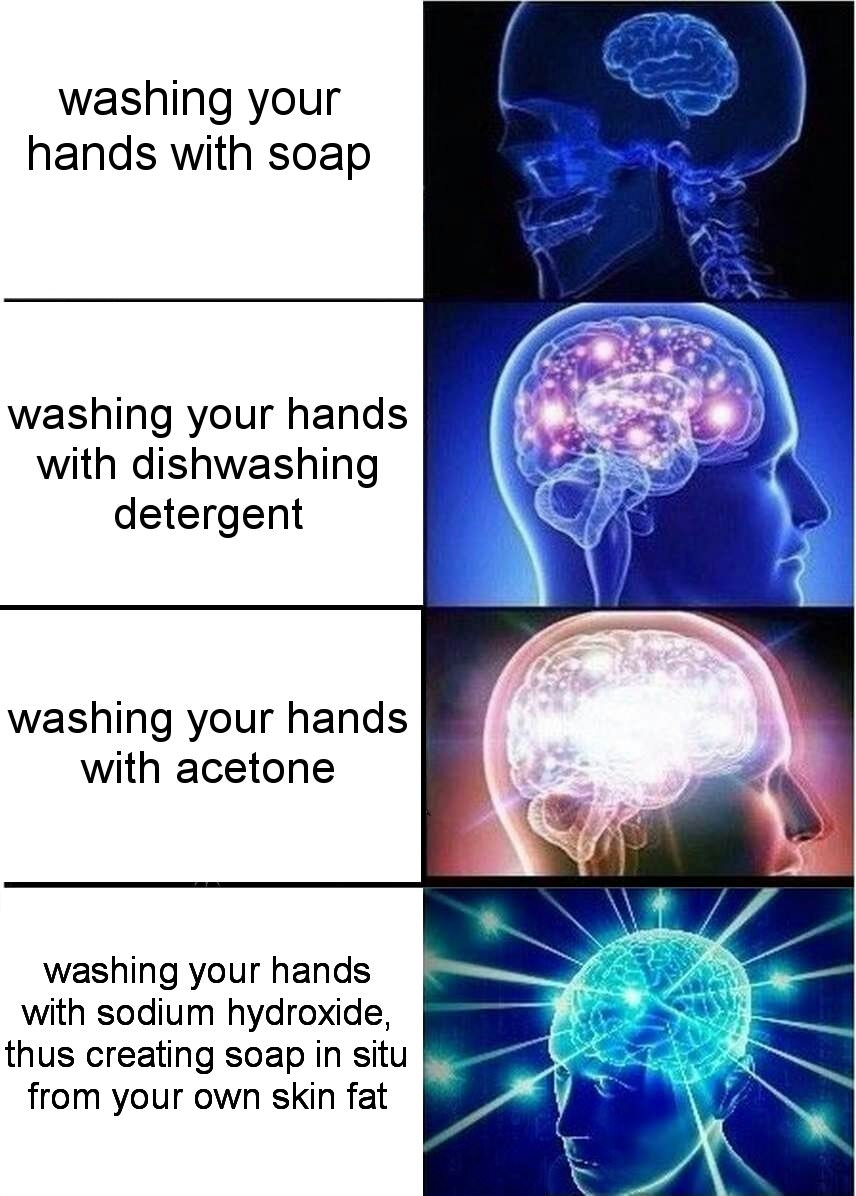 washing your
hands with soap
washing your hands
with dishwashing
detergent
washing your hands
with acetone
washing your hands
with sodium hydroxide,
thus creating soap in situ
from your own skin fat